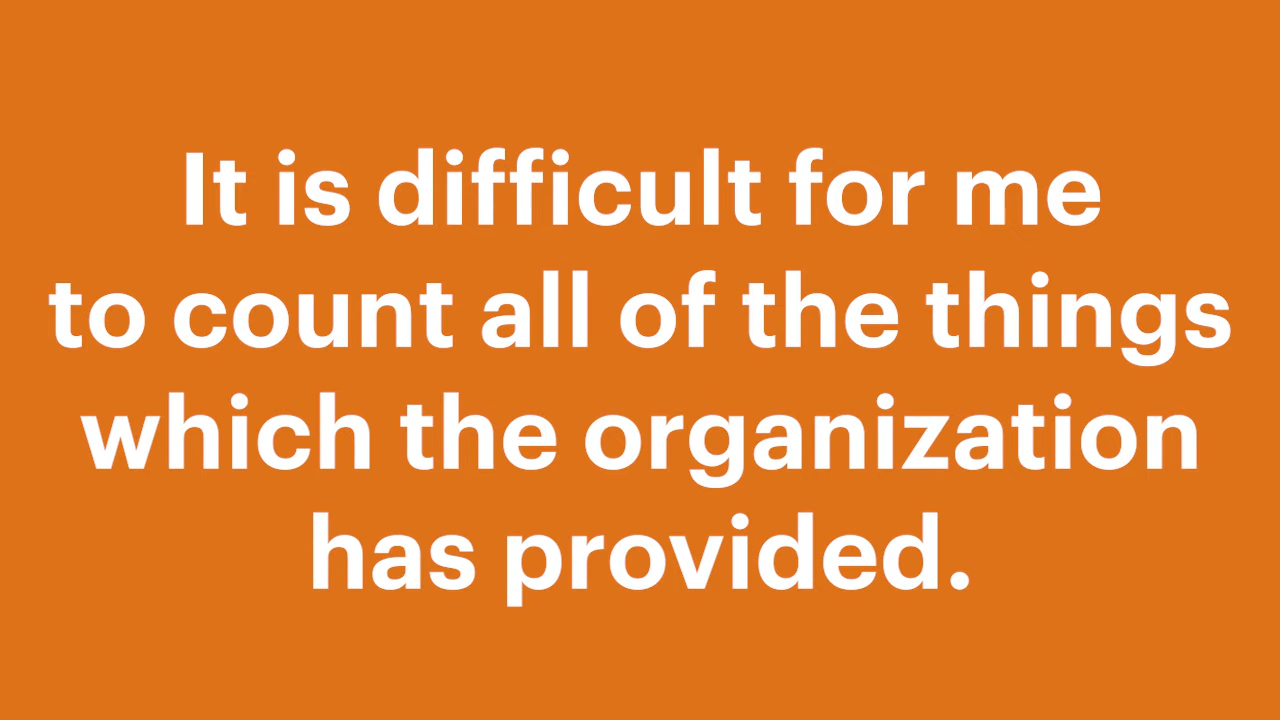 It is difficult for me
to count all of the things
which the organization
has provided.